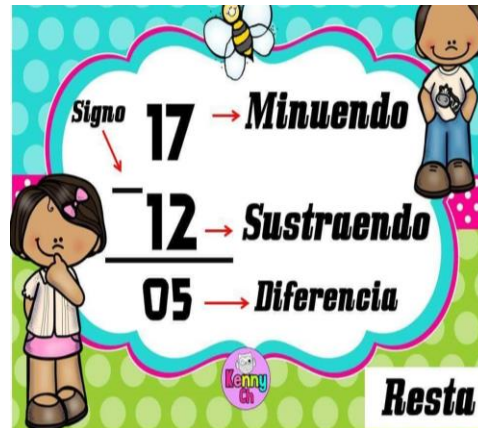 Signo
17 → Minuendo
−
12 → Sustraendo
05 → Diferencia
Kenny
Ch
Resta